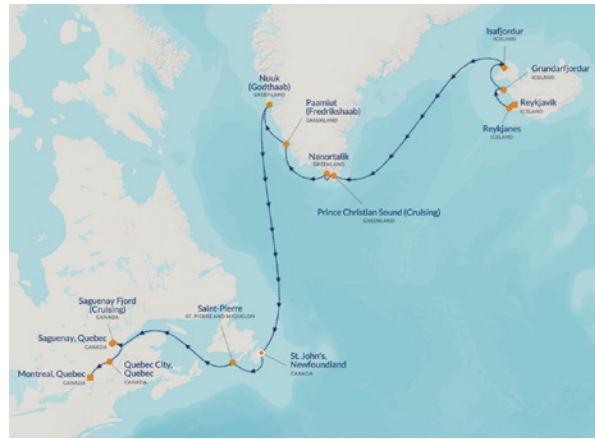 Isafjordur
ICELAND
Grundarfjordur
ICELAND
Reykjavik
ICELAND
Reykjanes
ICELAND
Nuuk
(Godthaab)
GREENLAND
Paamiut
(Fredrikshaab)
GREENLAND
Nanortalik
GREENLAND
Prince Christian Sound (Cruising)
GREENLAND
Saguenay Fjord
(Cruising)
CANADA
Saint-Pierre
ST. PIERRE AND MIQUELON
Saguenay, Quebec
CANADA
St. John's,
Newfoundland
CANADA
Montreal, Quebec
CANADA
Quebec City,
Quebec
CANADA